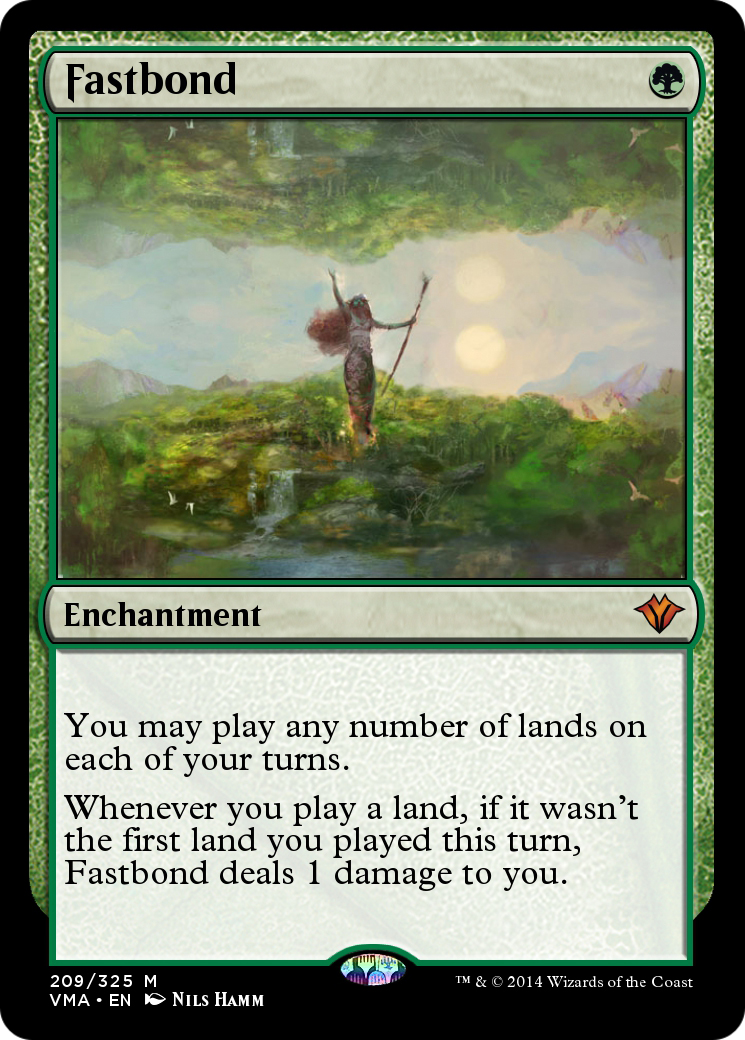 Fastbond
Enchantment
You may play any number of lands on
each of your turns.
Whenever you play a land, if it wasn't
the first land you played this turn,
Fastbond deals 1 damage to you.
209/325 M
VMA • EN Nils Hamm
™ & © 2014 Wizards of the Coast